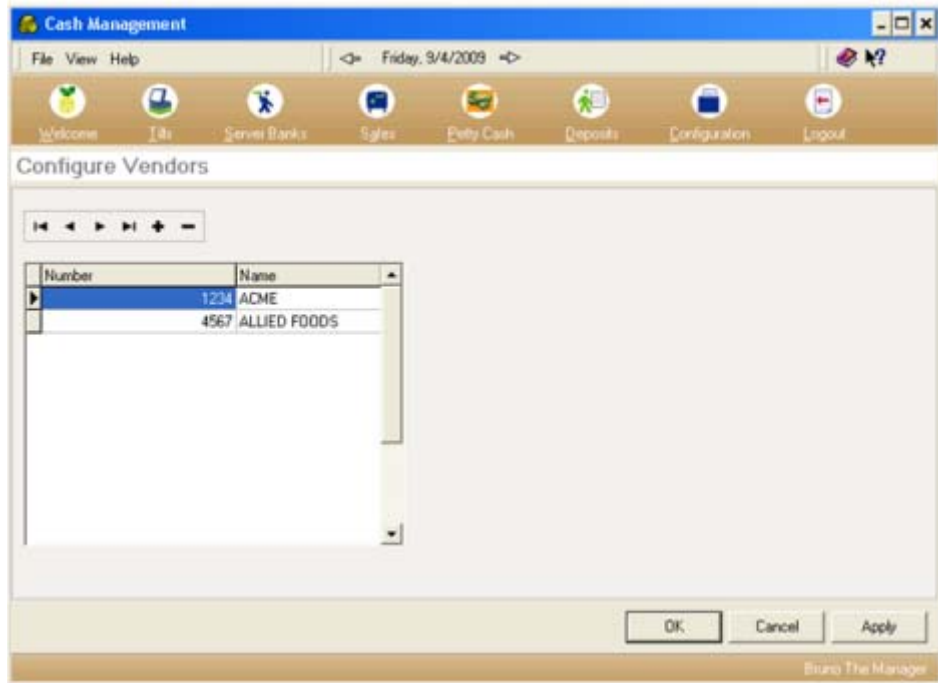 Cash Management
File View Help Friday, 9/4/2009
Welcome Tills Server Banks Sales Petty Cash Deposits Configuration Logout
Configure Vendors
Number Name
1234 ACME
4567 ALLIED FOODS
OK Cancel Apply
Bruno The Manager